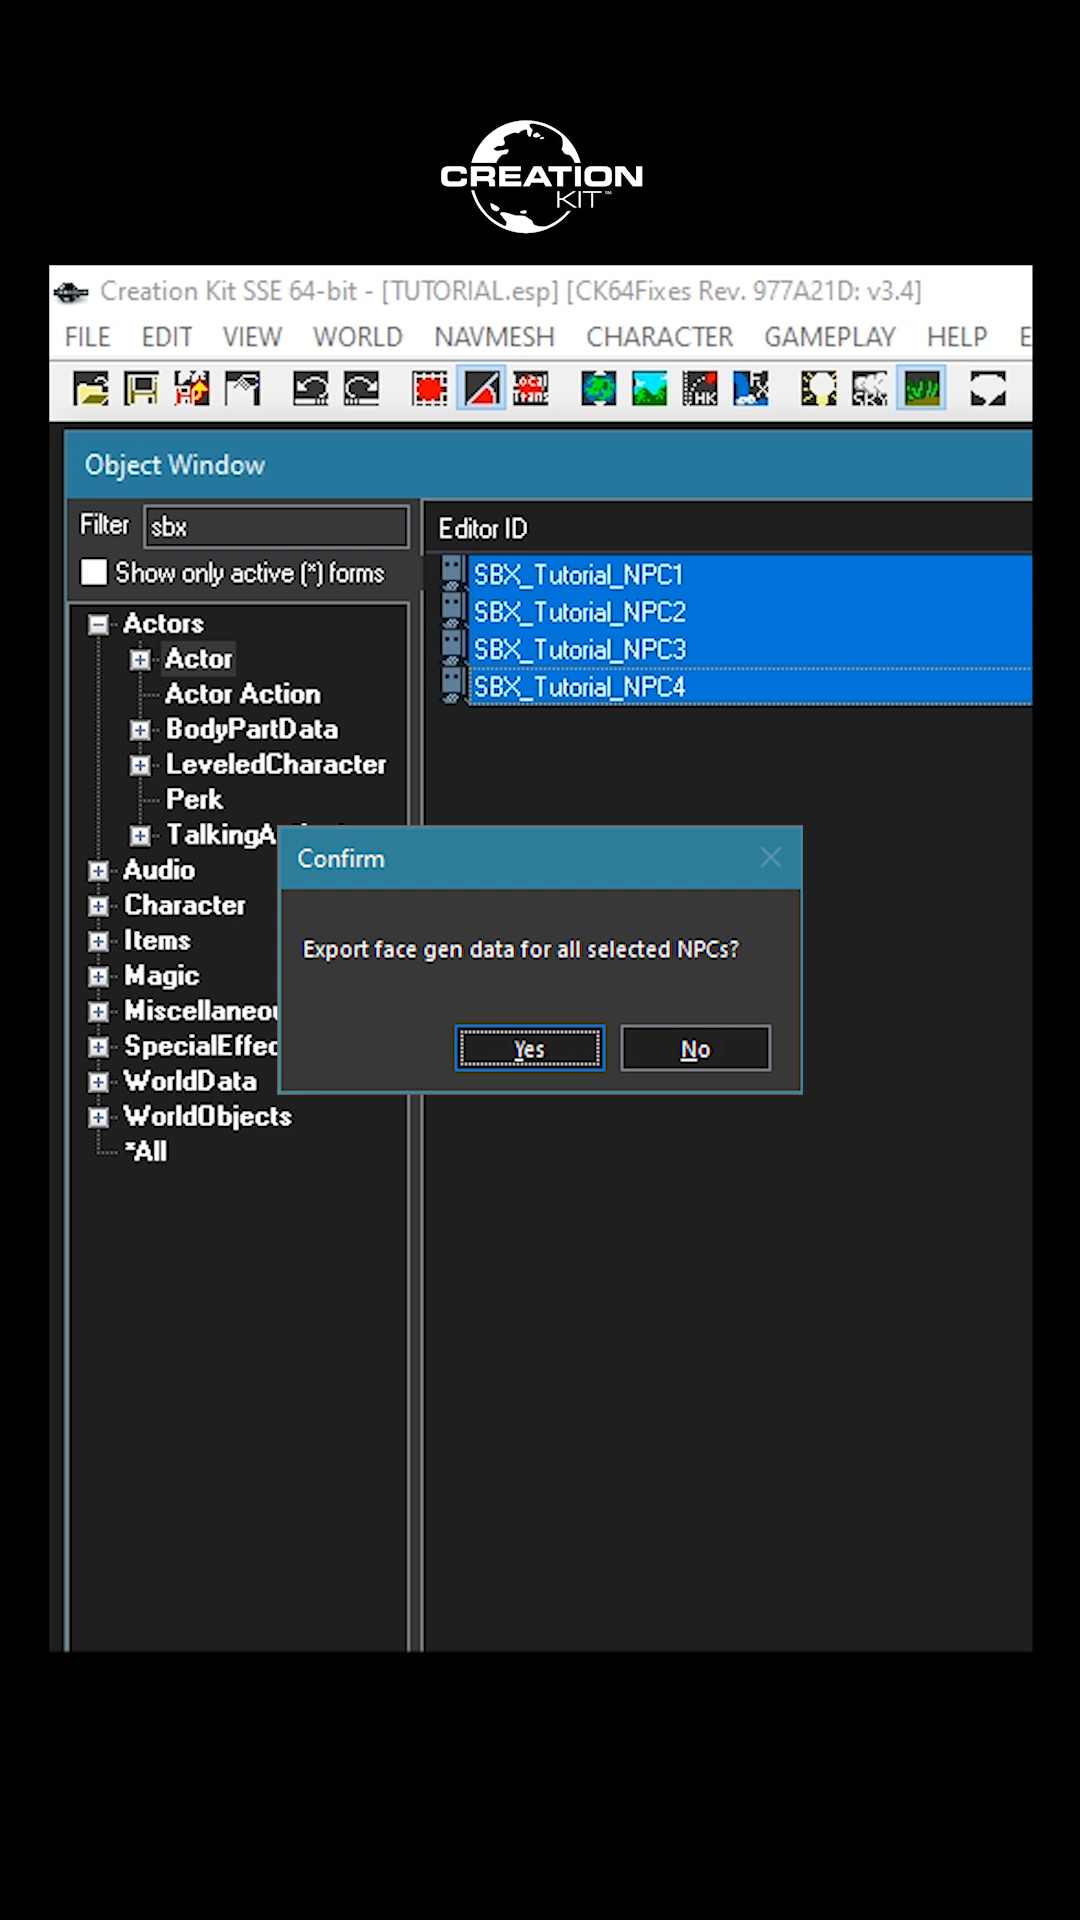 CREATION
KIT™
Creation Kit SSE 64-bit - [TUTORIAL.esp] [CK64Fixes Rev. 977A21D: v3.4]
FILE EDIT VIEW WORLD NAVMESH CHARACTER GAMEPLAY HELP E
Object Window
Filter sbx
Show only active (*) forms
Actors
Actor
Actor Action
BodyPartData
LeveledCharacter
Perk
TalkingA
Audio
Character
Items
Magic
Miscellaneou
SpecialEffec
WorldData
WorldObjects
*All
Editor ID
SBX_Tutorial_NPC1
SBX_Tutorial_NPC2
SBX_Tutorial_NPC3
SBX_Tutorial_NPC4
Confirm
Export face gen data for all selected NPCs?
Yes No